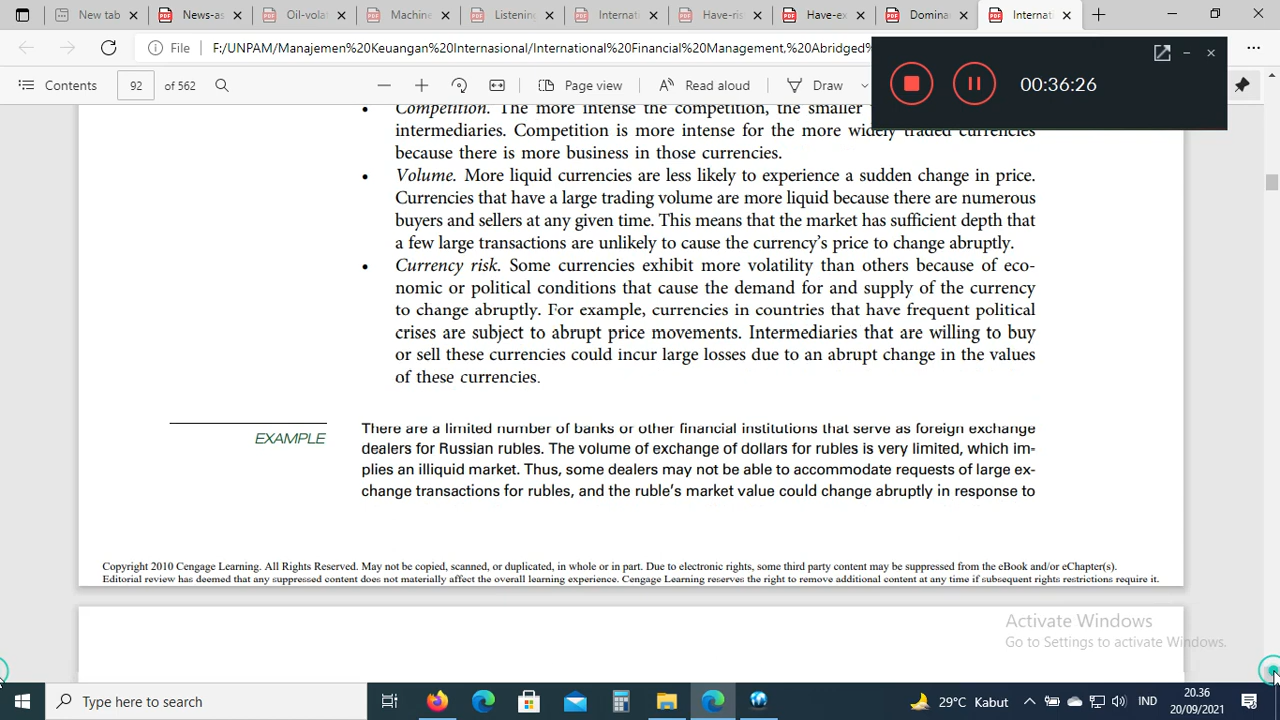 New tab
News-as
Oil-volat
Machine
Listening
Internati
Have-ris
Have-ex
Domina
Internati
File
F:/UNPAM/Manajemen%20Keuangan%20Internasional/International%20Financial%20Management,%20Abridged%
Contents
92
of 562
Page view
Read aloud
Draw
00:36:26
• Competition. The more intense the competition, the smaller
intermediaries. Competition is more intense for the more widely traded currencies
because there is more business in those currencies.
• Volume. More liquid currencies are less likely to experience a sudden change in price.
Currencies that have a large trading volume are more liquid because there are numerous
buyers and sellers at any given time. This means that the market has sufficient depth that
a few large transactions are unlikely to cause the currency's price to change abruptly.
• Currency risk. Some currencies exhibit more volatility than others because of eco-
nomic or political conditions that cause the demand for and supply of the currency
to change abruptly. For example, currencies in countries that have frequent political
crises are subject to abrupt price movements. Intermediaries that are willing to buy
or sell these currencies could incur large losses due to an abrupt change in the values
of these currencies.
EXAMPLE
There are a limited number of banks or other financial institutions that serve as foreign exchange
dealers for Russian rubles. The volume of exchange of dollars for rubles is very limited, which im-
plies an illiquid market. Thus, some dealers may not be able to accommodate requests of large ex-
change transactions for rubles, and the ruble's market value could change abruptly in response to
Copyright 2010 Cengage Learning. All Rights Reserved. May not be copied, scanned, or duplicated, in whole or in part. Due to electronic rights, some third party content may be suppressed from the eBook and/or eChapter(s).
Editorial review has deemed that any suppressed content does not materially affect the overall learning experience. Cengage Learning reserves the right to remove additional content at any time if subsequent rights restrictions require it.
Activate Windows
Go to Settings to activate Windows.
Type here to search
29°C Kabut
IND
20.36
20/09/2021